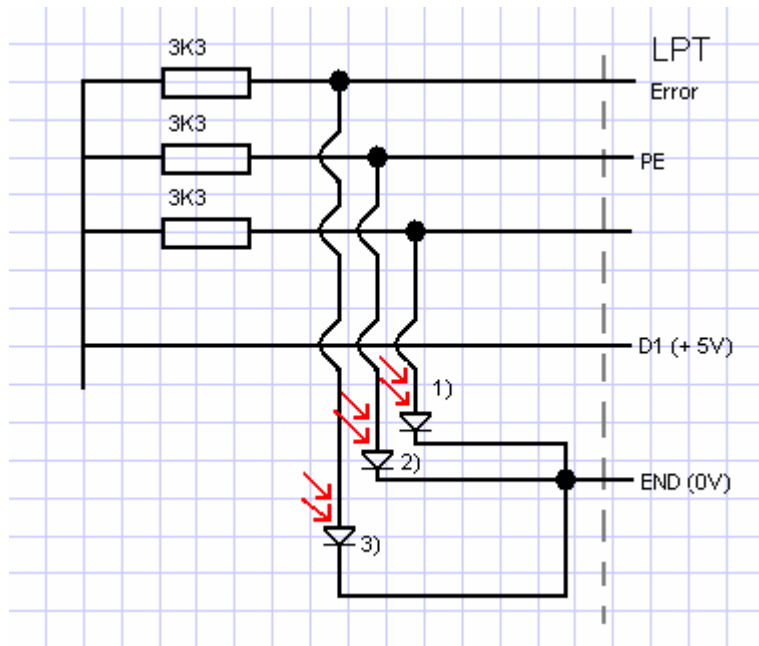 3K3
LPT
Error
3K3
PE
3K3
D1 (+ 5V)
1)
2)
END (0V)
3)